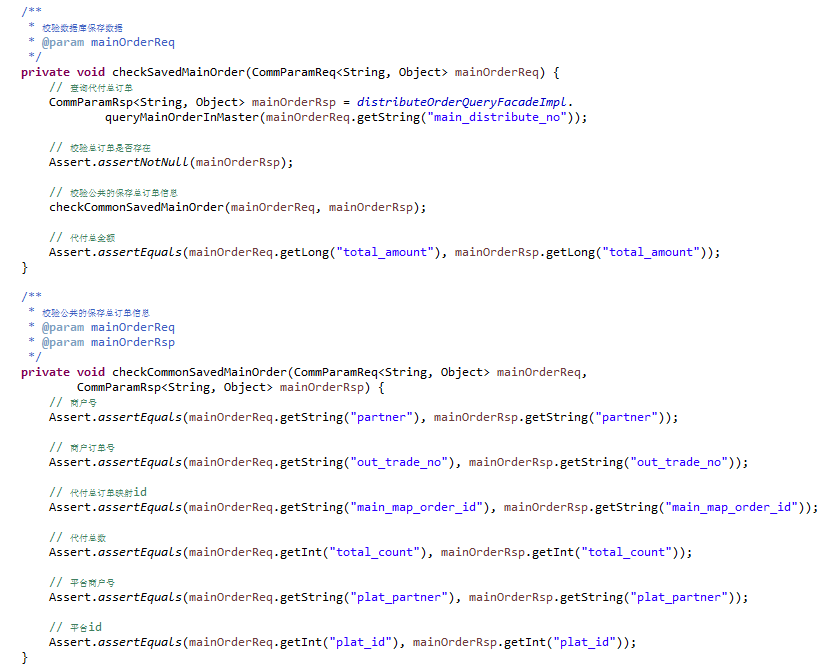 /**
 * 校验数据库保存数据
 * @param mainOrderReq
 */
private void checkSavedMainOrder(CommParamReq<String, Object> mainOrderReq) {
    // 查询代付总订单
    CommParamRsp<String, Object> mainOrderRsp = distributeOrderQueryFacadeImpl.
            queryMainOrderInMaster(mainOrderReq.getString("main_distribute_no"));

    // 校验总订单是否存在
    Assert.assertNotNull(mainOrderRsp);

    // 校验公共的保存总订单信息
    checkCommonSavedMainOrder(mainOrderReq, mainOrderRsp);

    // 代付总金额
    Assert.assertEquals(mainOrderReq.getLong("total_amount"), mainOrderRsp.getLong("total_amount"));
}

/**
 * 校验公共的保存总订单信息
 * @param mainOrderReq
 * @param mainOrderRsp
 */
private void checkCommonSavedMainOrder(CommParamReq<String, Object> mainOrderReq,
        CommParamRsp<String, Object> mainOrderRsp) {
    // 商户号
    Assert.assertEquals(mainOrderReq.getString("partner"), mainOrderRsp.getString("partner"));

    // 商户订单号
    Assert.assertEquals(mainOrderReq.getString("out_trade_no"), mainOrderRsp.getString("out_trade_no"));

    // 代付总订单映射id
    Assert.assertEquals(mainOrderReq.getString("main_map_order_id"), mainOrderRsp.getString("main_map_order_id"));

    // 代付总数
    Assert.assertEquals(mainOrderReq.getInt("total_count"), mainOrderRsp.getInt("total_count"));

    // 平台商户号
    Assert.assertEquals(mainOrderReq.getString("plat_partner"), mainOrderRsp.getString("plat_partner"));

    // 平台id
    Assert.assertEquals(mainOrderReq.getInt("plat_id"), mainOrderRsp.getInt("plat_id"));
}